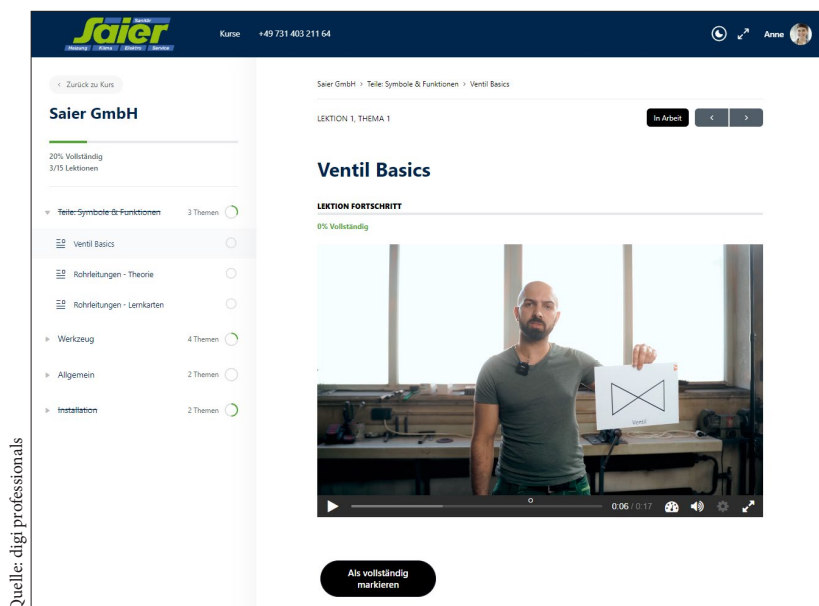 Sanitär
Saier
Heizung Klima Elektro Service
Kurse
+49 731 403 211 64
Anne
Zurück zu Kurs
Saier GmbH
20% Vollständig
3/15 Lektionen
Teile: Symbole & Funktionen 3 Themen
Ventil Basics
Rohrleitungen - Theorie
Rohrleitungen - Lernkarten
Werkzeug 4 Themen
Allgemein 2 Themen
Installation 2 Themen
Saier GmbH > Teile: Symbole & Funktionen > Ventil Basics
LEKTION 1, THEMA 1
In Arbeit
Ventil Basics
LEKTION FORTSCHRITT
0% Vollständig
Ventil
0:06 / 0:17
Als vollständig
markieren
Quelle: digi professionals